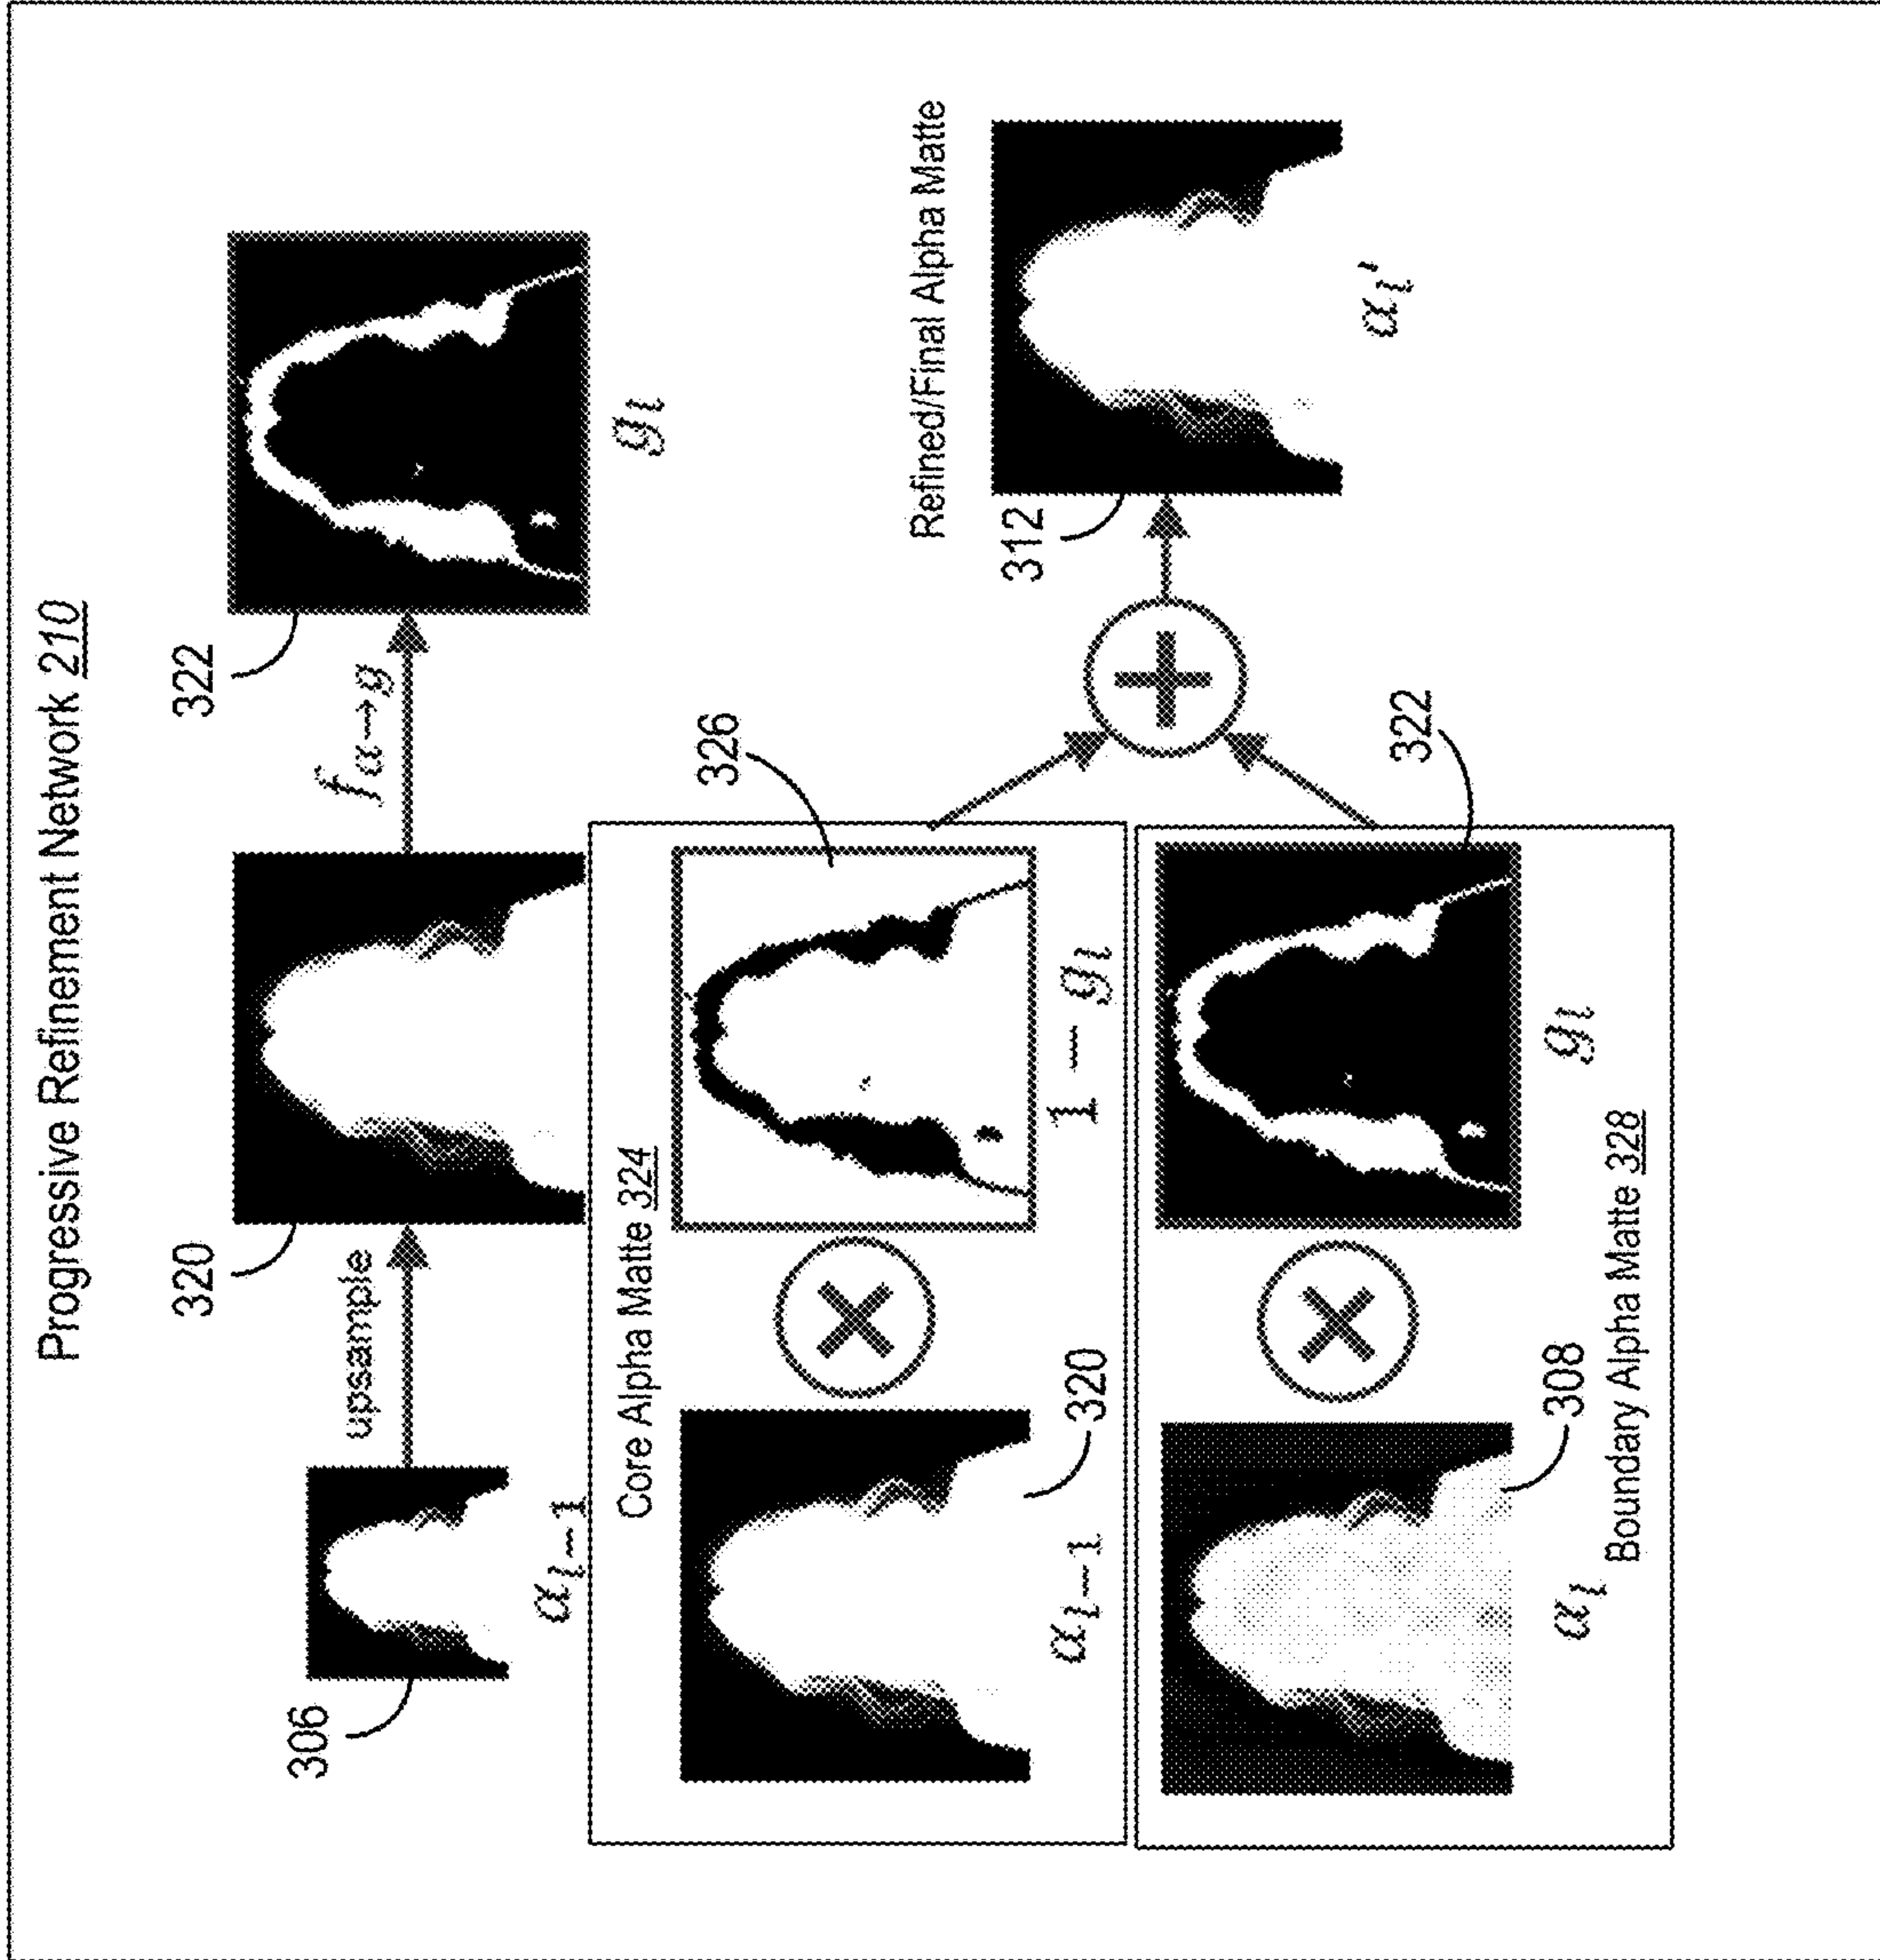 Progressive Refinement Network 210
306
α_{l-1}
upsample
320
f_{α→g}
322
g_l
Core Alpha Matte 324
α_{l-1}
320
326
1 - g_l
α_l
308
Boundary Alpha Matte 328
g_l
322
Refined/Final Alpha Matte
312
α_l'